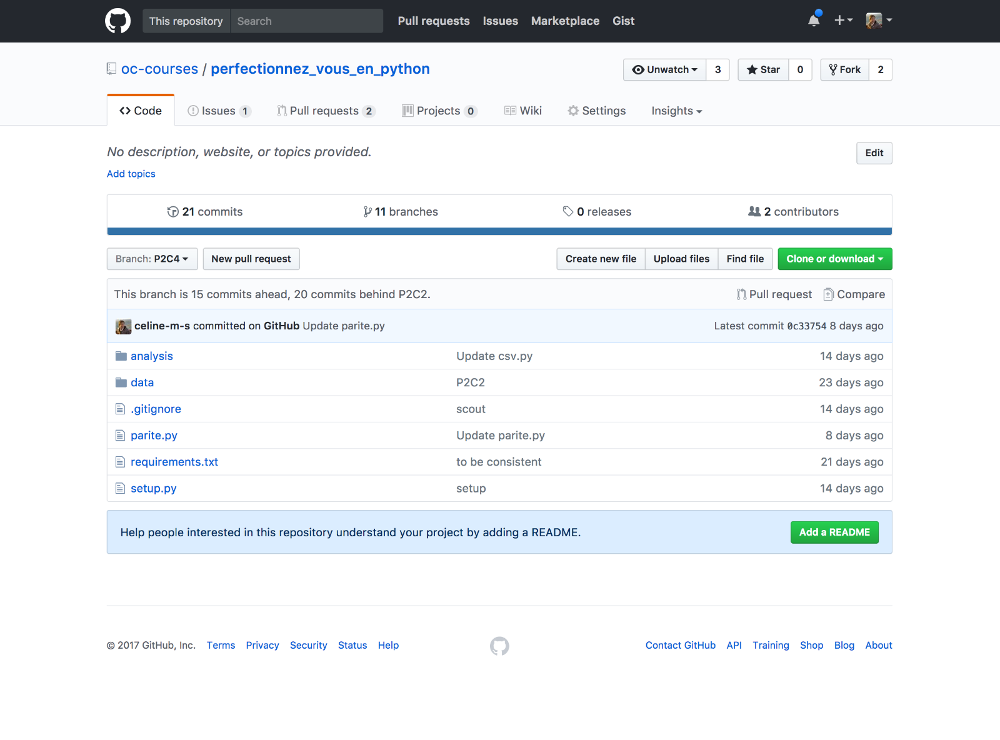 This repository Search Pull requests Issues Marketplace Gist
oc-courses / perfectionnez_vous_en_python Unwatch 3 Star 0 Fork 2
Code Issues 1 Pull requests 2 Projects 0 Wiki Settings Insights
No description, website, or topics provided. Edit
Add topics
21 commits 11 branches 0 releases 2 contributors
Branch: P2C4 New pull request Create new file Upload files Find file Clone or download
This branch is 15 commits ahead, 20 commits behind P2C2. Pull request Compare
celine-m-s committed on GitHub Update parite.py Latest commit 0c33754 8 days ago
analysis Update csv.py 14 days ago
data P2C2 23 days ago
.gitignore scout 14 days ago
parite.py Update parite.py 8 days ago
requirements.txt to be consistent 21 days ago
setup.py setup 14 days ago
Help people interested in this repository understand your project by adding a README. Add a README
© 2017 GitHub, Inc. Terms Privacy Security Status Help Contact GitHub API Training Shop Blog About